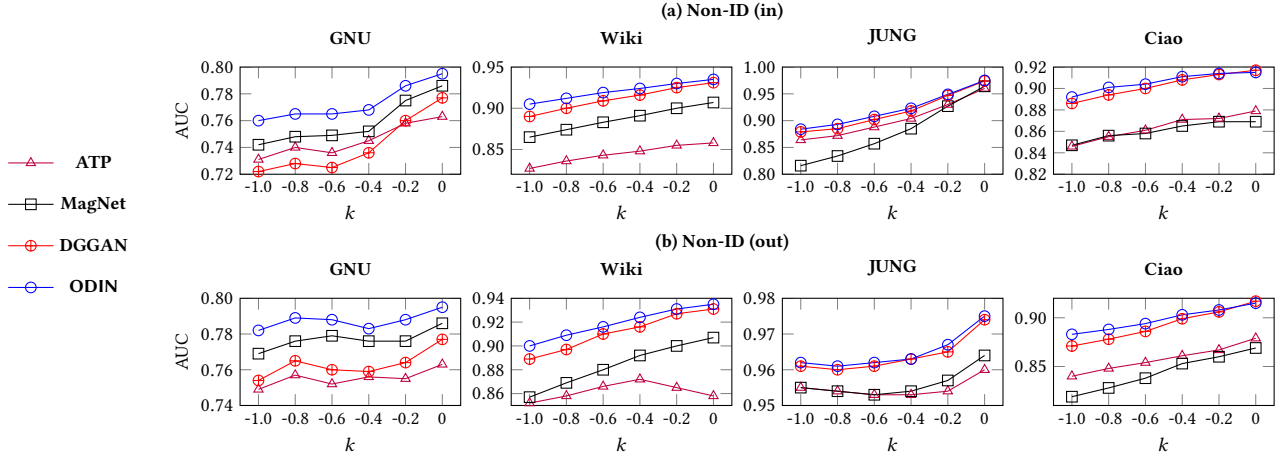 (a) Non-ID (in)
GNU
Wiki
JUNG
Ciao
AUC
0.80
0.78
0.76
0.74
0.72
-1.0 -0.8 -0.6 -0.4 -0.2 0
k
0.95
0.90
0.85
-1.0 -0.8 -0.6 -0.4 -0.2 0
k
1.00
0.95
0.90
0.85
0.80
-1.0 -0.8 -0.6 -0.4 -0.2 0
k
0.92
0.90
0.88
0.86
0.84
0.82
-1.0 -0.8 -0.6 -0.4 -0.2 0
k
ATP
MagNet
DGGAN
ODIN
(b) Non-ID (out)
GNU
Wiki
JUNG
Ciao
AUC
0.80
0.78
0.76
0.74
-1.0 -0.8 -0.6 -0.4 -0.2 0
k
0.94
0.92
0.90
0.88
0.86
-1.0 -0.8 -0.6 -0.4 -0.2 0
k
0.98
0.97
0.96
0.95
-1.0 -0.8 -0.6 -0.4 -0.2 0
k
0.90
0.85
-1.0 -0.8 -0.6 -0.4 -0.2 0
k